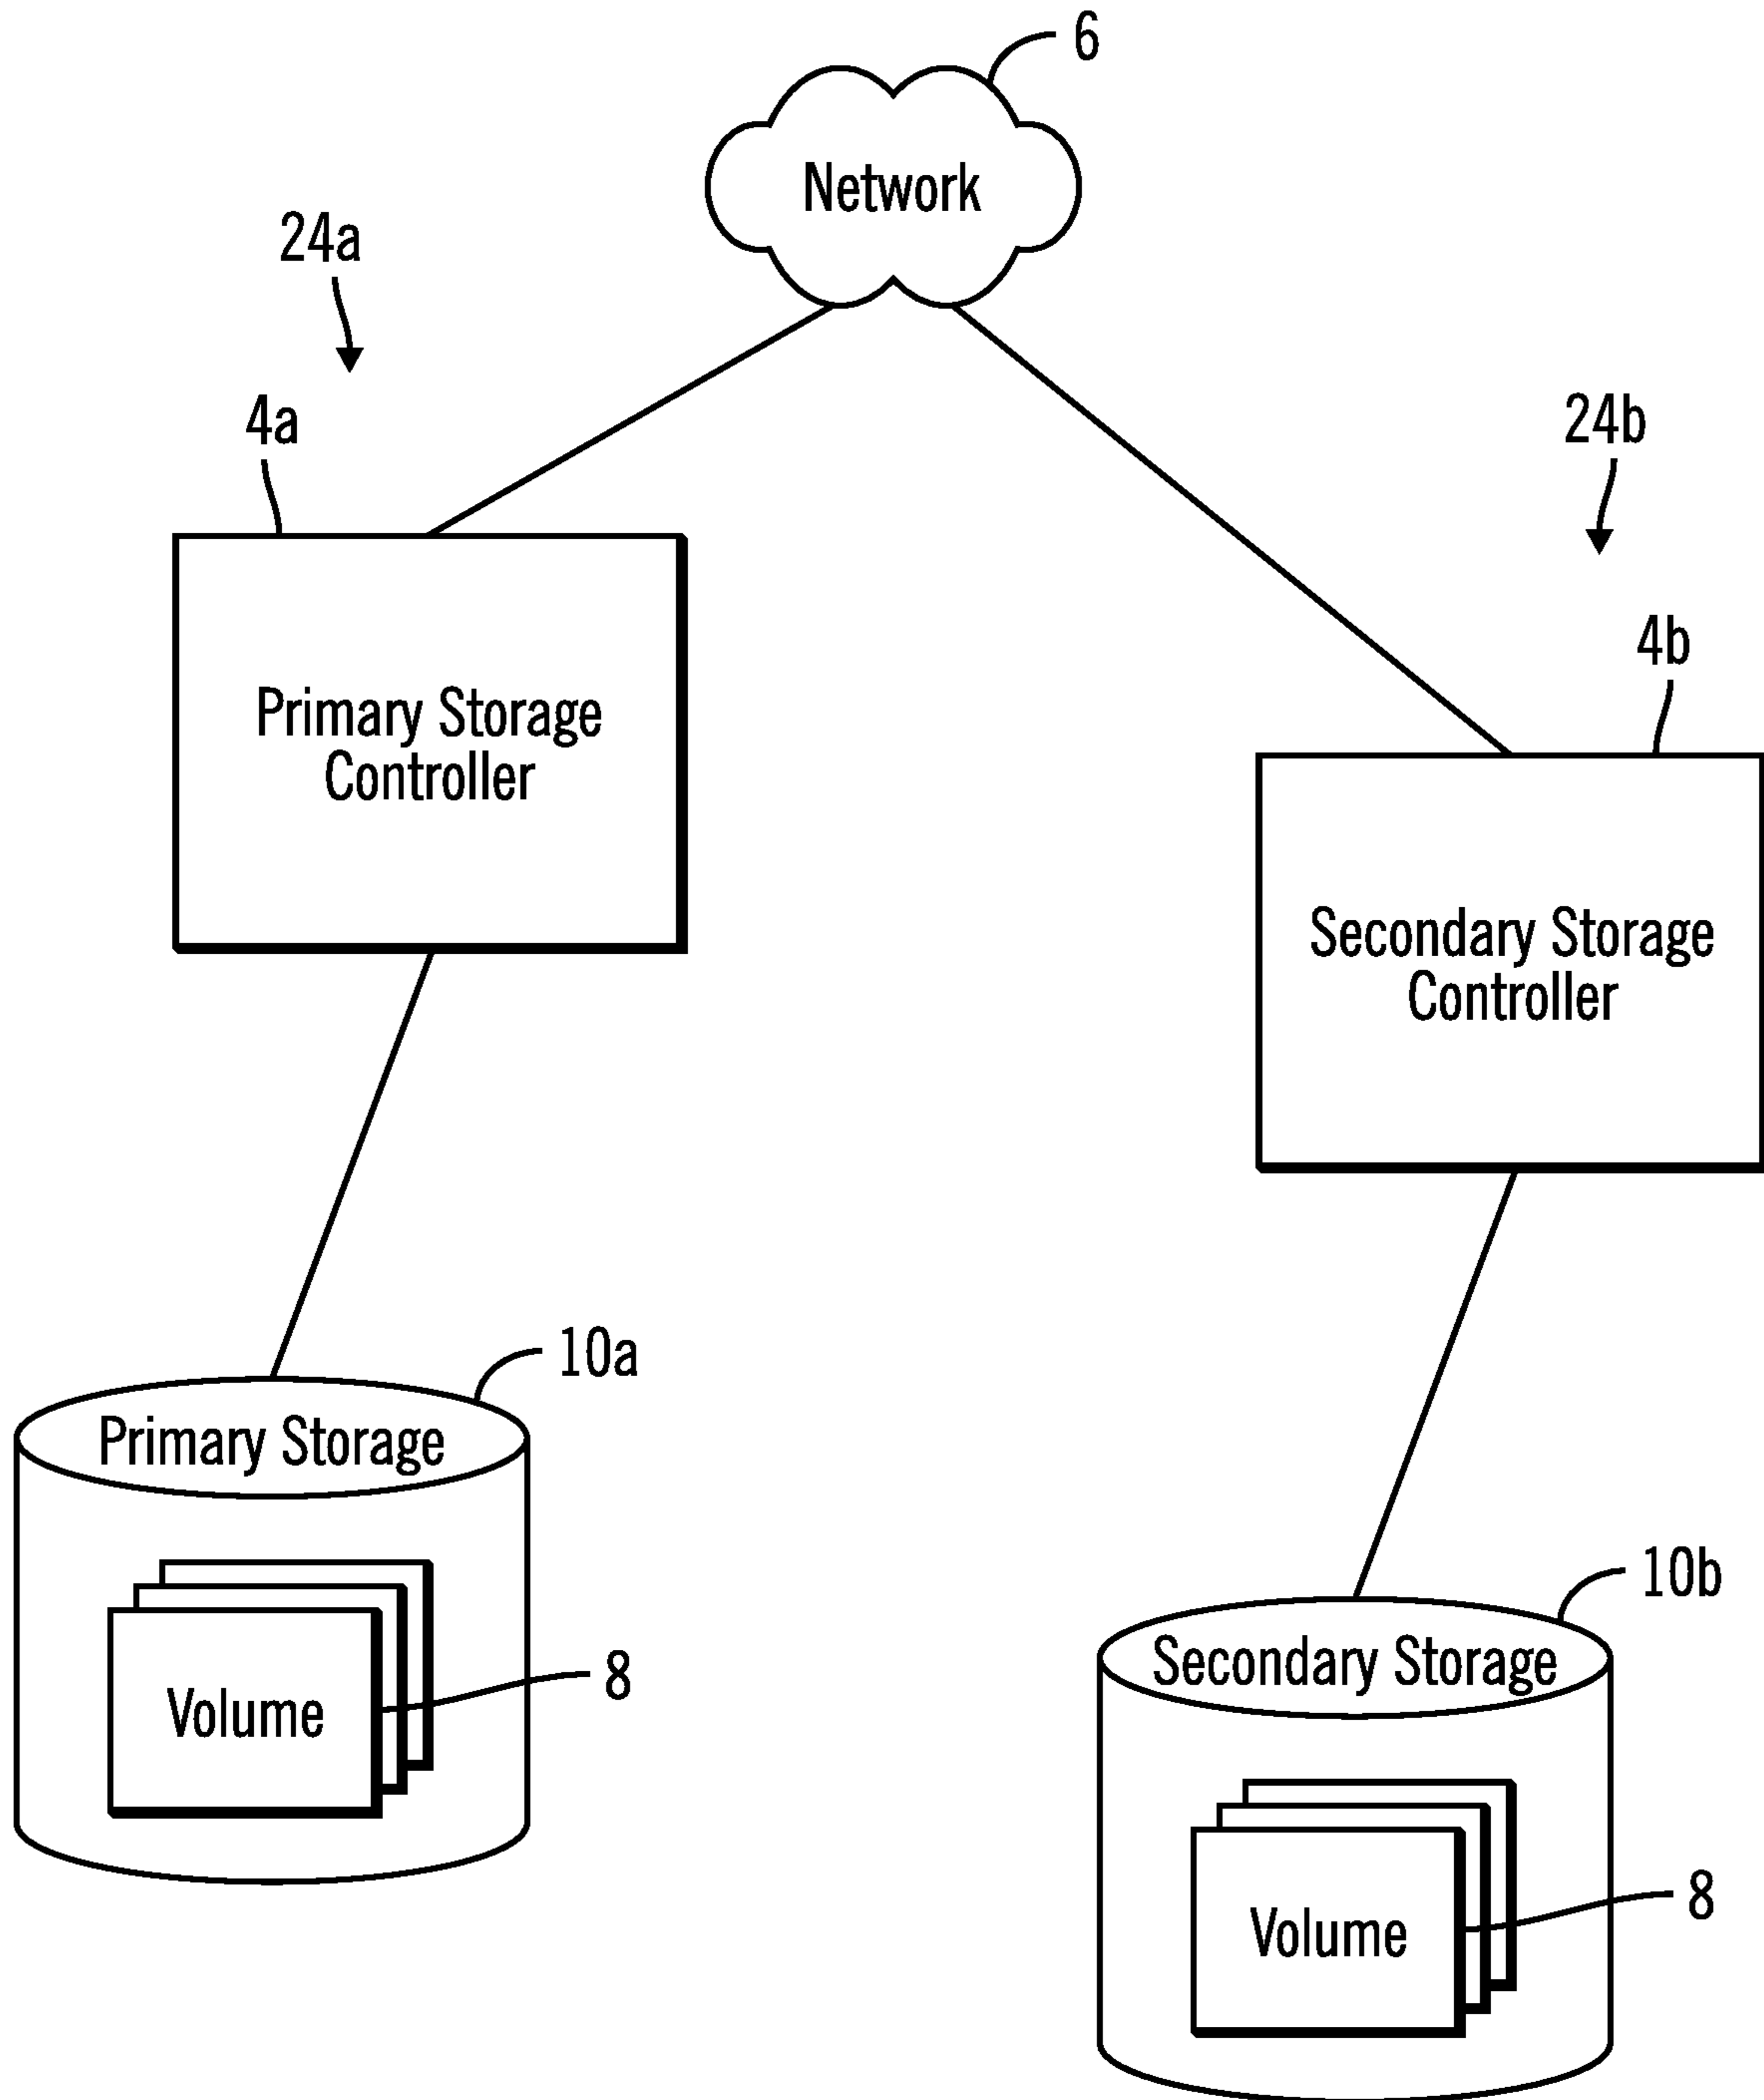 6
Network
24a
4a
24b
4b
Primary Storage
Controller
Secondary Storage
Controller
10a
Primary Storage
8
Volume
10b
Secondary Storage
8
Volume